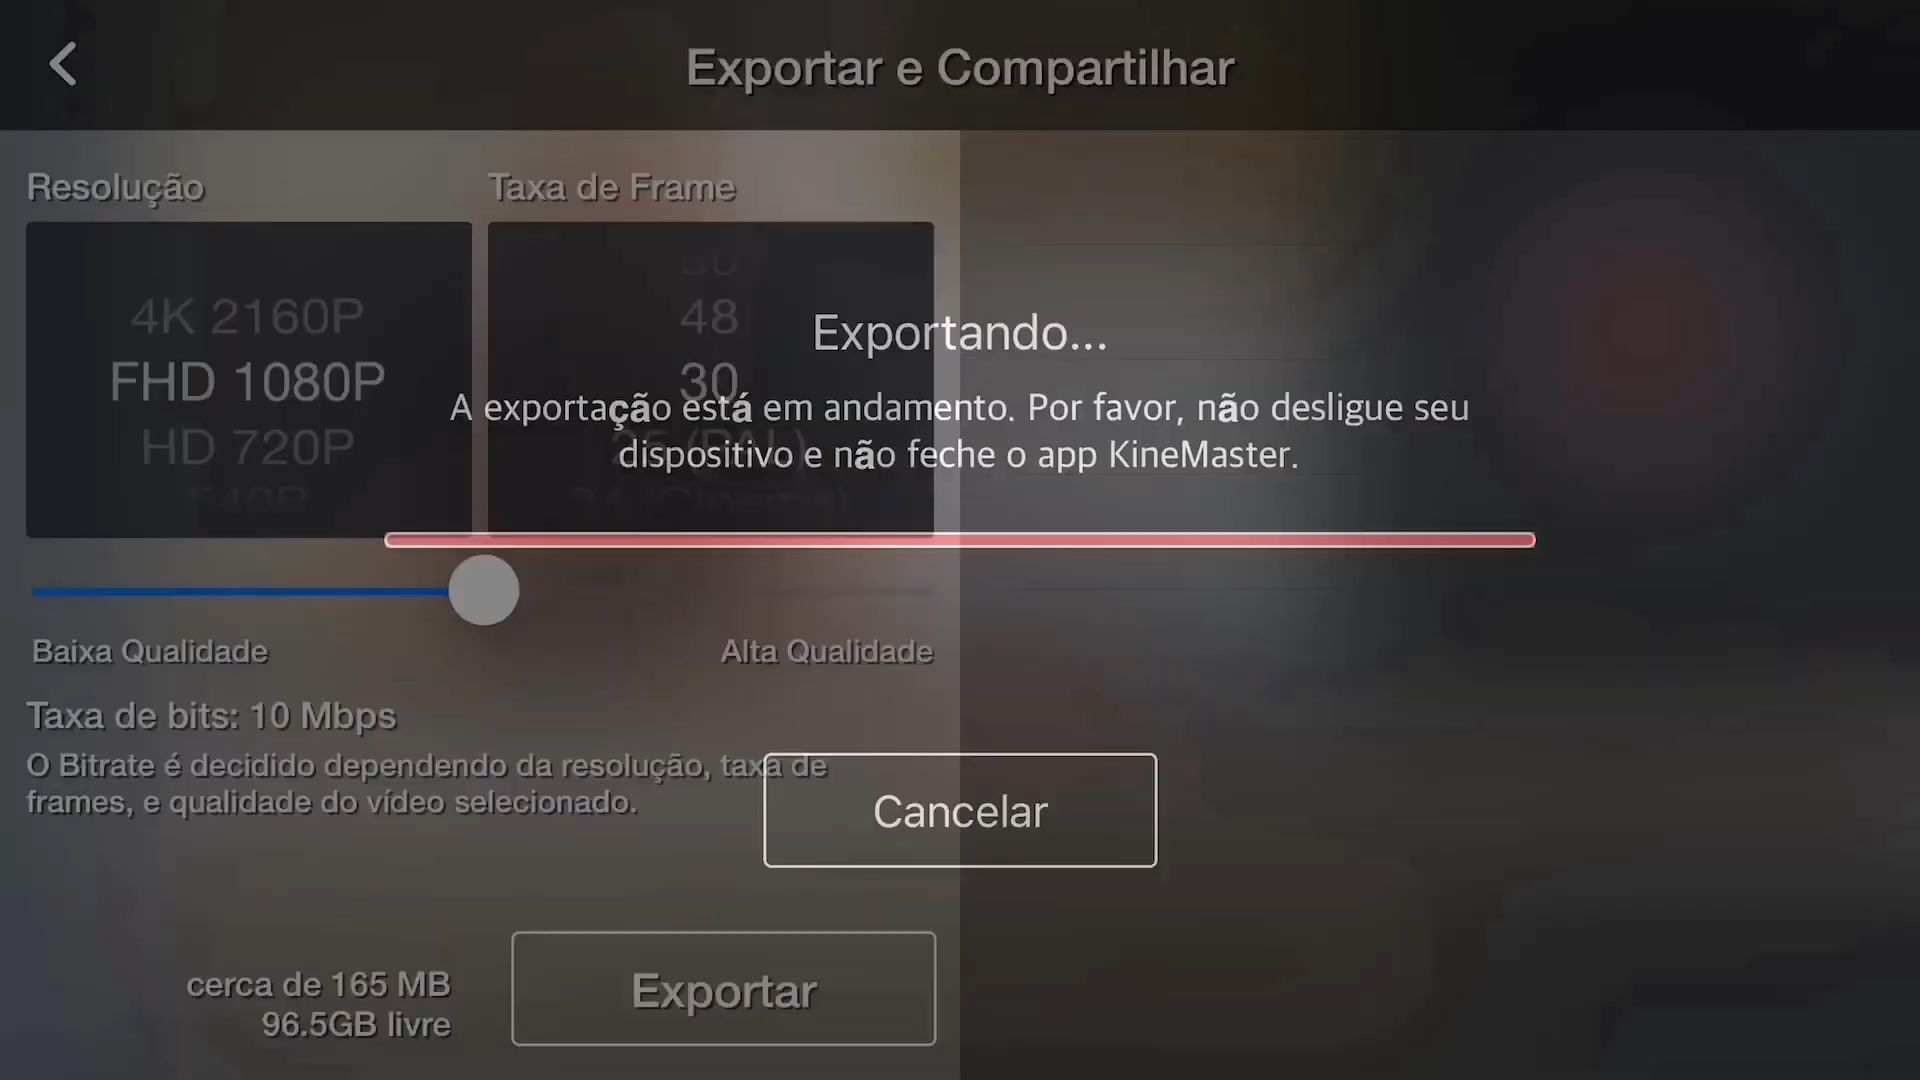 Exportar e Compartilhar
Resolução
Taxa de Frame
4K 2160P
FHD 1080P
HD 720P
48
30
Exportando...
A exportação está em andamento. Por favor, não desligue seu
dispositivo e não feche o app KineMaster.
Baixa Qualidade
Alta Qualidade
Taxa de bits: 10 Mbps
O Bitrate é decidido dependendo da resolução, taxa de
frames, e qualidade do vídeo selecionado.
Cancelar
cerca de 165 MB
96.5GB livre
Exportar